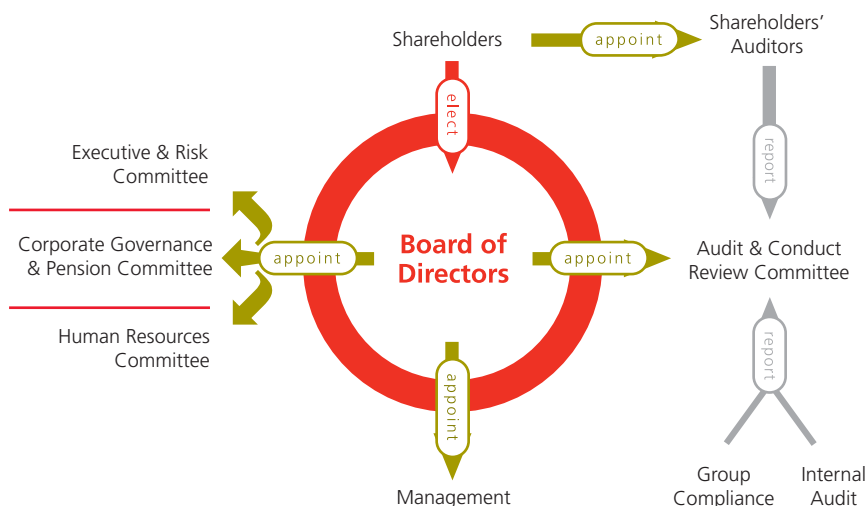 Shareholders
appoint
Shareholders'
Auditors
elect
report
Executive & Risk
Committee
Corporate Governance
& Pension Committee
appoint
Board of
Directors
appoint
Audit & Conduct
Review Committee
Human Resources
Committee
appoint
report
Management
Group
Compliance
Internal
Audit